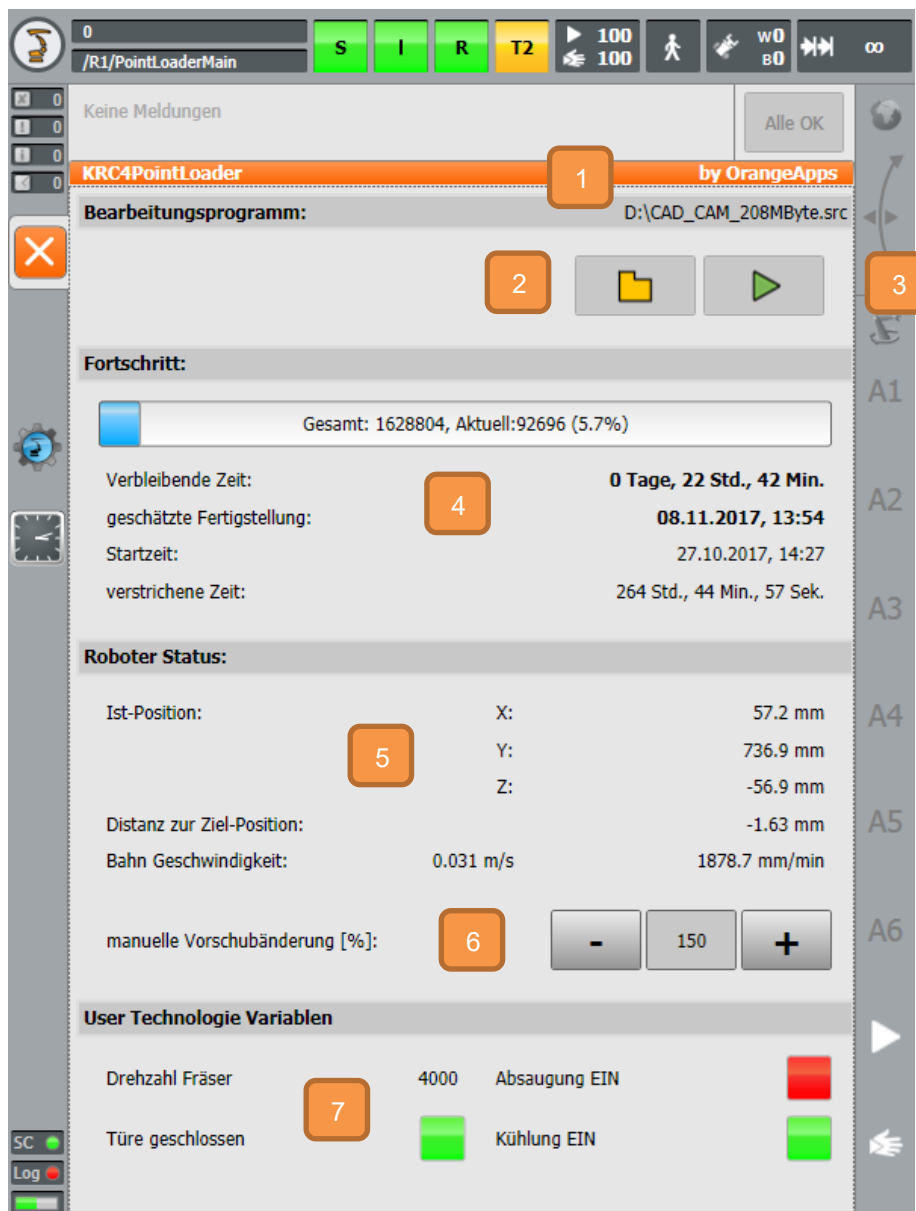 0
/R1/PointLoaderMain
S I R T2
100
100
W0
B0
∞
0
0
0
0
Keine Meldungen
Alle OK
KRC4PointLoader
by OrangeApps
1
Bearbeitungsprogramm: D:\CAD_CAM_208MByte.src
2
3
Fortschritt:
Gesamt: 1628804, Aktuell:92696 (5.7%)
Verbleibende Zeit: 0 Tage, 22 Std., 42 Min.
geschätzte Fertigstellung: 08.11.2017, 13:54
Startzeit: 27.10.2017, 14:27
verstrichene Zeit: 264 Std., 44 Min., 57 Sek.
4
Roboter Status:
Ist-Position: X: 57.2 mm
Y: 736.9 mm
Z: -56.9 mm
5
Distanz zur Ziel-Position: -1.63 mm
Bahn Geschwindigkeit: 0.031 m/s 1878.7 mm/min
manuelle Vorschubänderung [%]: 6 - 150 +
User Technologie Variablen
Drehzahl Fräser 4000 Absaugung EIN
7
Türe geschlossen Kühlung EIN
A1
A2
A3
A4
A5
A6
SC
Log